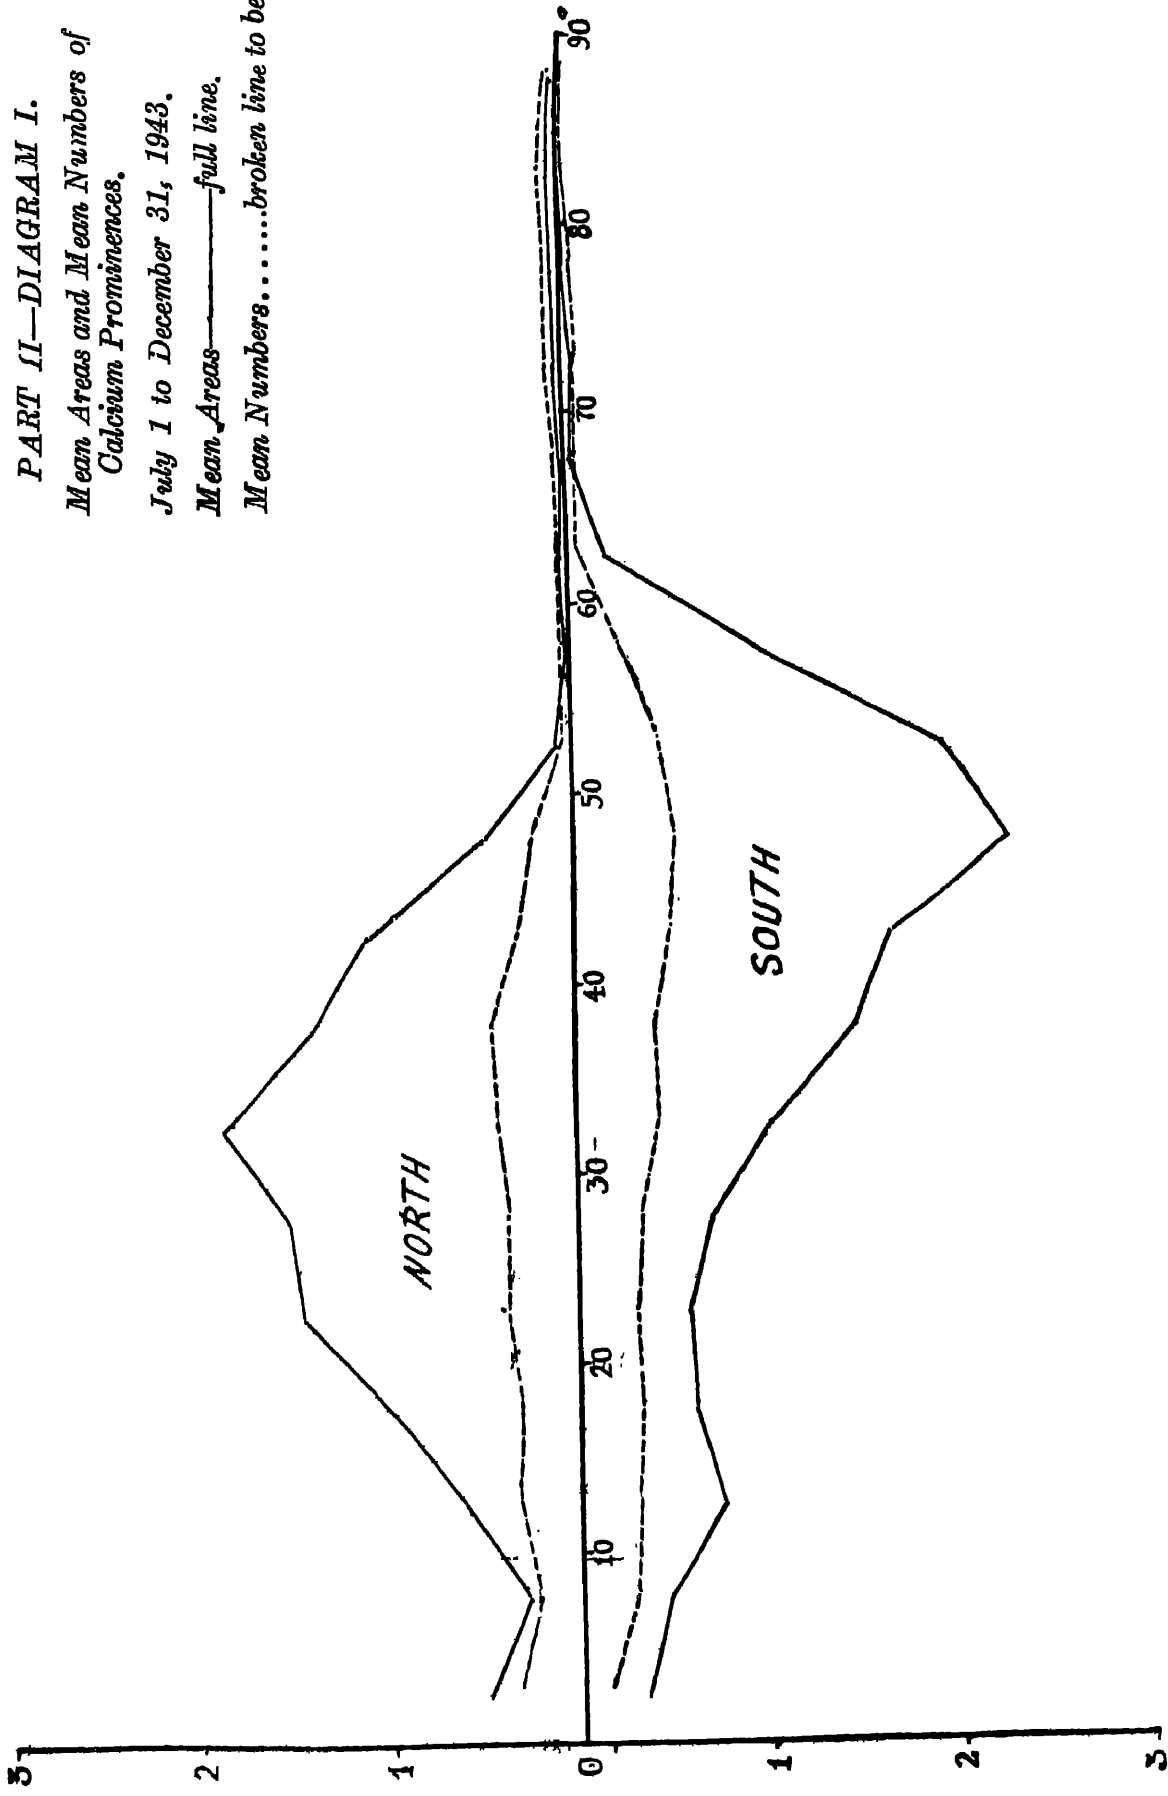 PART II—DIAGRAM I.
Mean Areas and Mean Numbers of
Calcium Prominences.
July 1 to December 31, 1943.
Mean Areas———full line.
Mean Numbers.......broken line to be
3
2
1
0
1
2
3
10
20
30
40
50
60
70
80
90°
NORTH
SOUTH